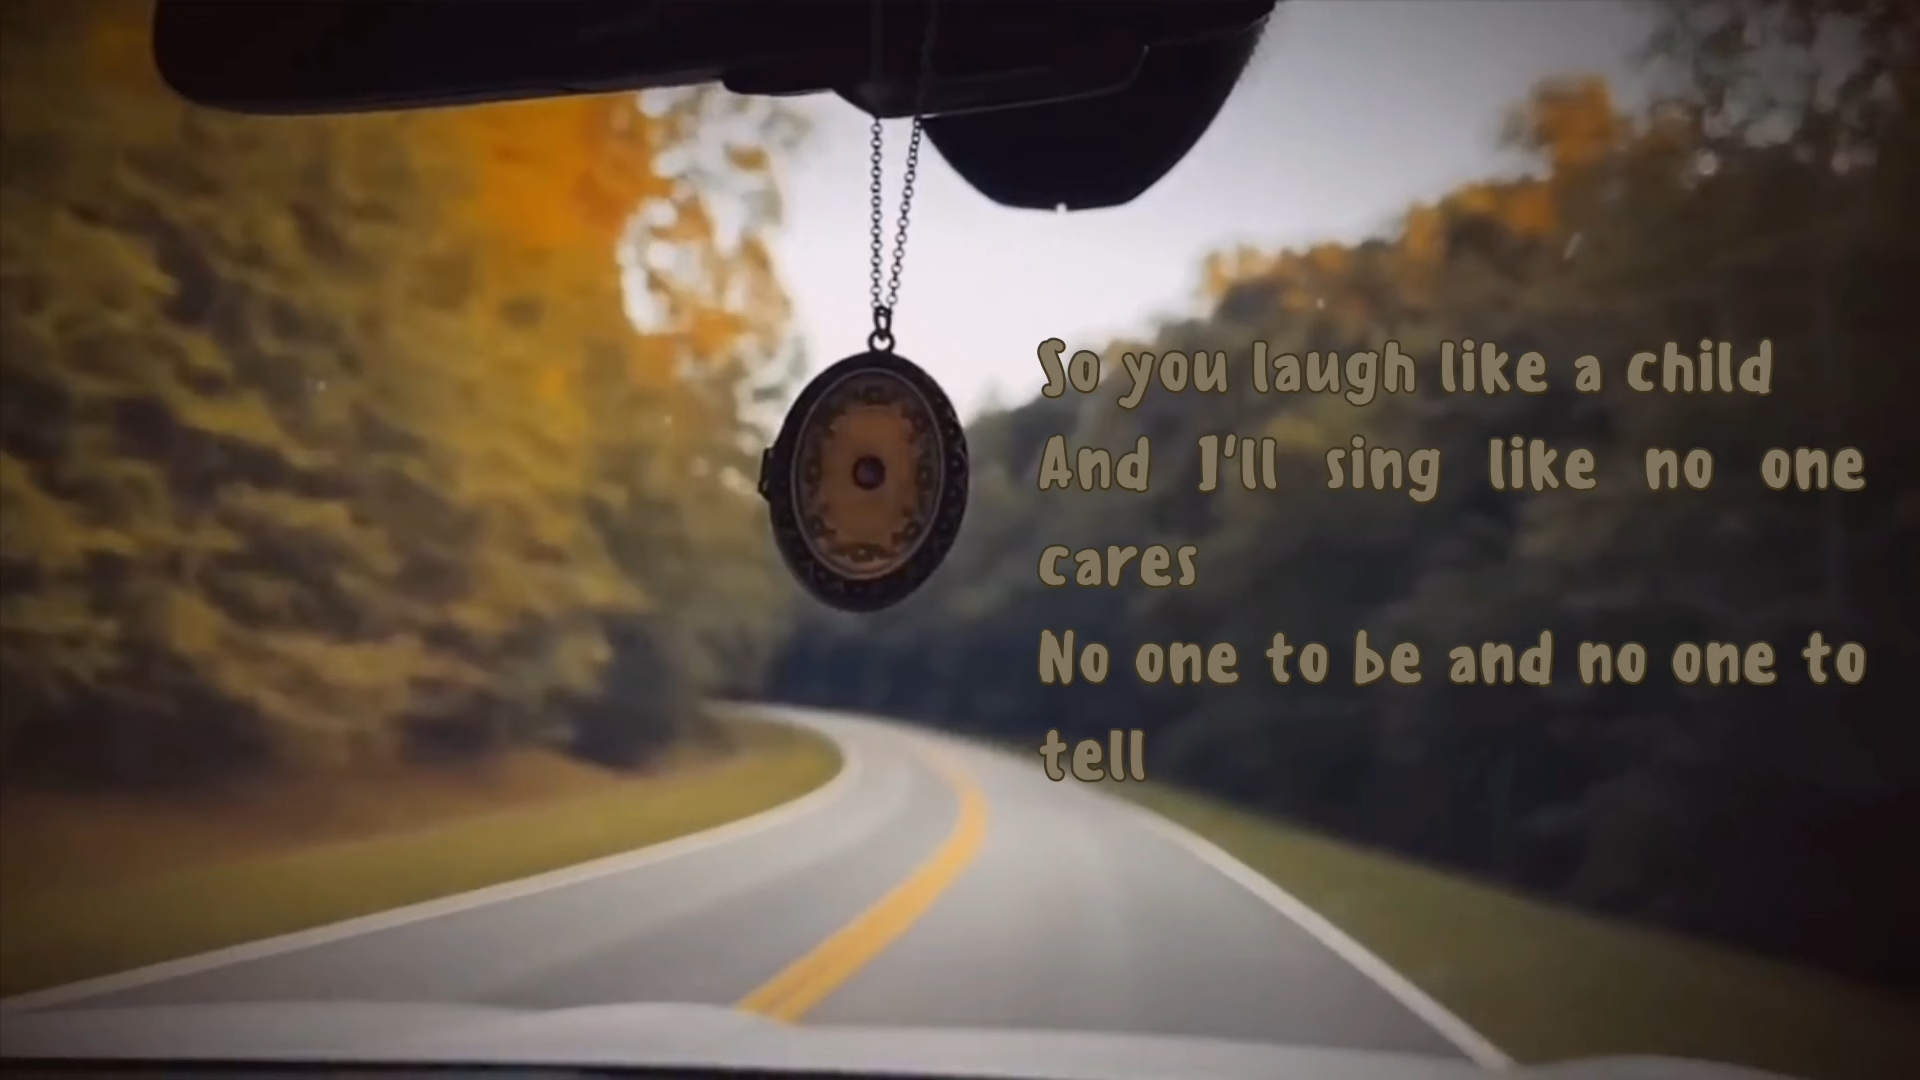 So you laugh like a child
And I'll sing like no one
cares
No one to be and no one to
tell